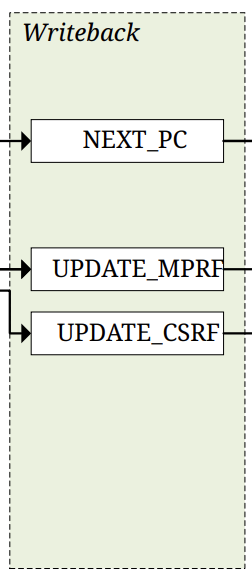 Writeback
NEXT_PC
UPDATE_MPRF
UPDATE_CSRF